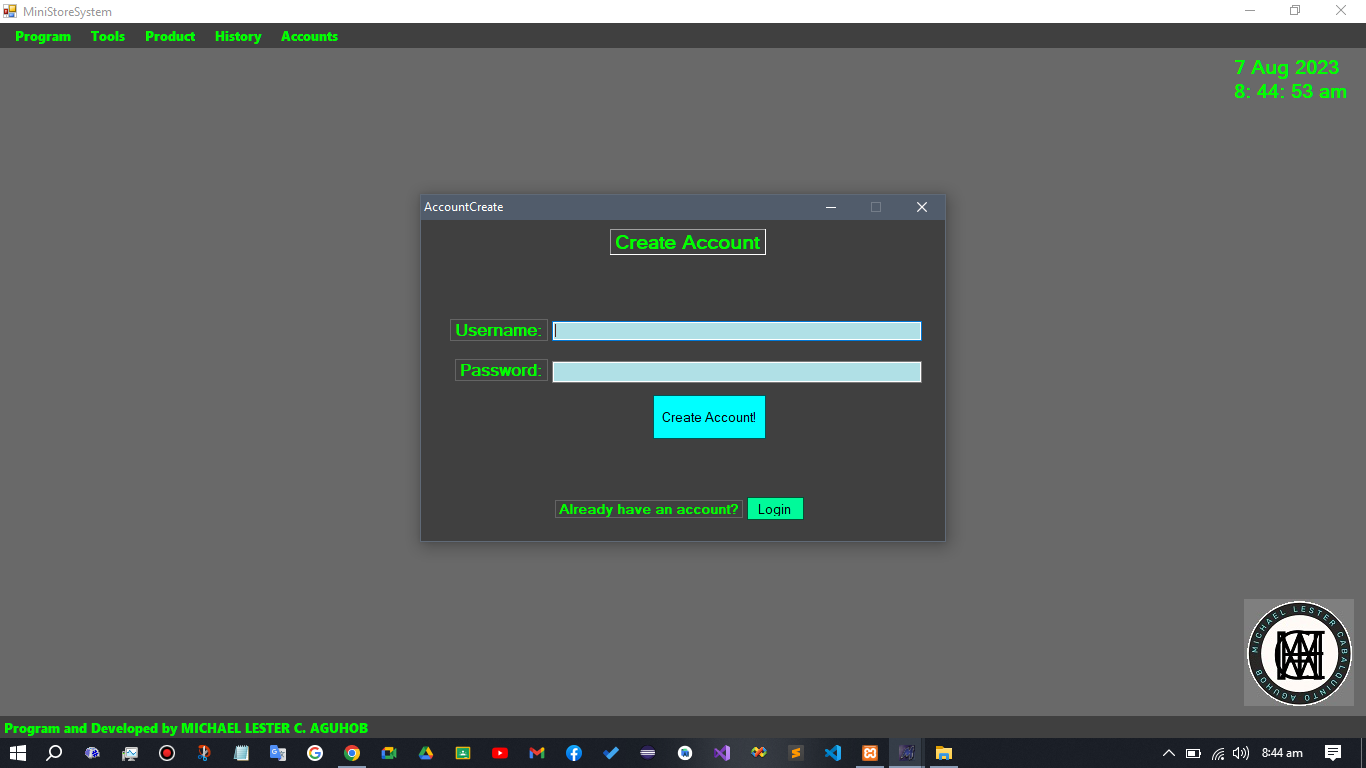 MiniStoreSystem
Program Tools Product History Accounts
7 Aug 2023
8: 44: 53 am
AccountCreate
Create Account
Username:
Password:
Create Account!
Already have an account? Login
MICHAEL LESTER CABALQUINTO AGUHOB
Program and Developed by MICHAEL LESTER C. AGUHOB
8:44 am